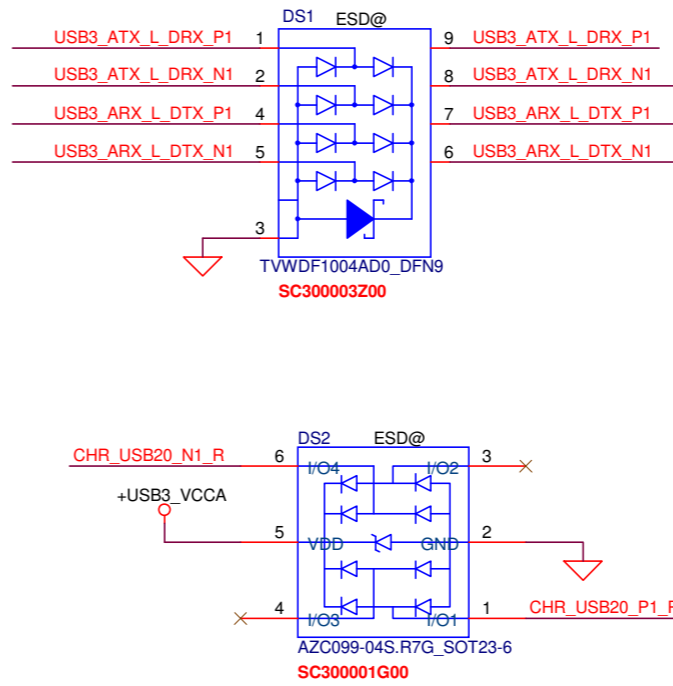 DS1 ESD@
USB3_ATX_L_DRX_P1 1 9 USB3_ATX_L_DRX_P1
USB3_ATX_L_DRX_N1 2 8 USB3_ATX_L_DRX_N1
USB3_ARX_L_DTX_P1 4 7 USB3_ARX_L_DTX_P1
USB3_ARX_L_DTX_N1 5 6 USB3_ARX_L_DTX_N1
3
TVWDF1004AD0_DFN9
SC300003Z00
DS2 ESD@
CHR_USB20_N1_R 6 I/O4 I/O2 3
+USB3_VCCA
5 VDD GND 2
4 I/O3 I/O1 1 CHR_USB20_P1_R
AZC099-04S.R7G_SOT23-6
SC300001G00